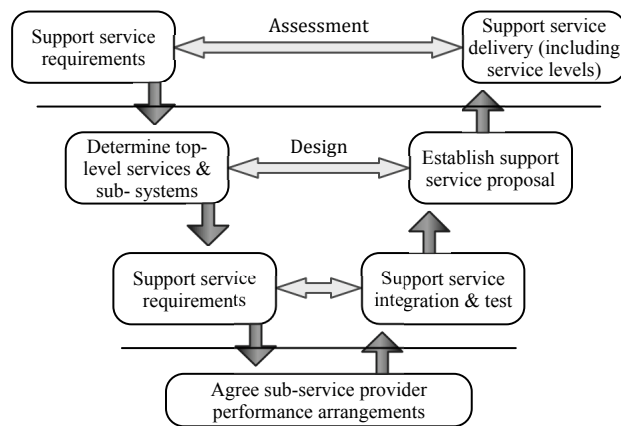 Support service
requirements
Assessment
Support service
delivery (including
service levels)
Determine top-
level services &
sub- systems
Design
Establish support
service proposal
Support service
requirements
Support service
integration & test
Agree sub-service provider
performance arrangements